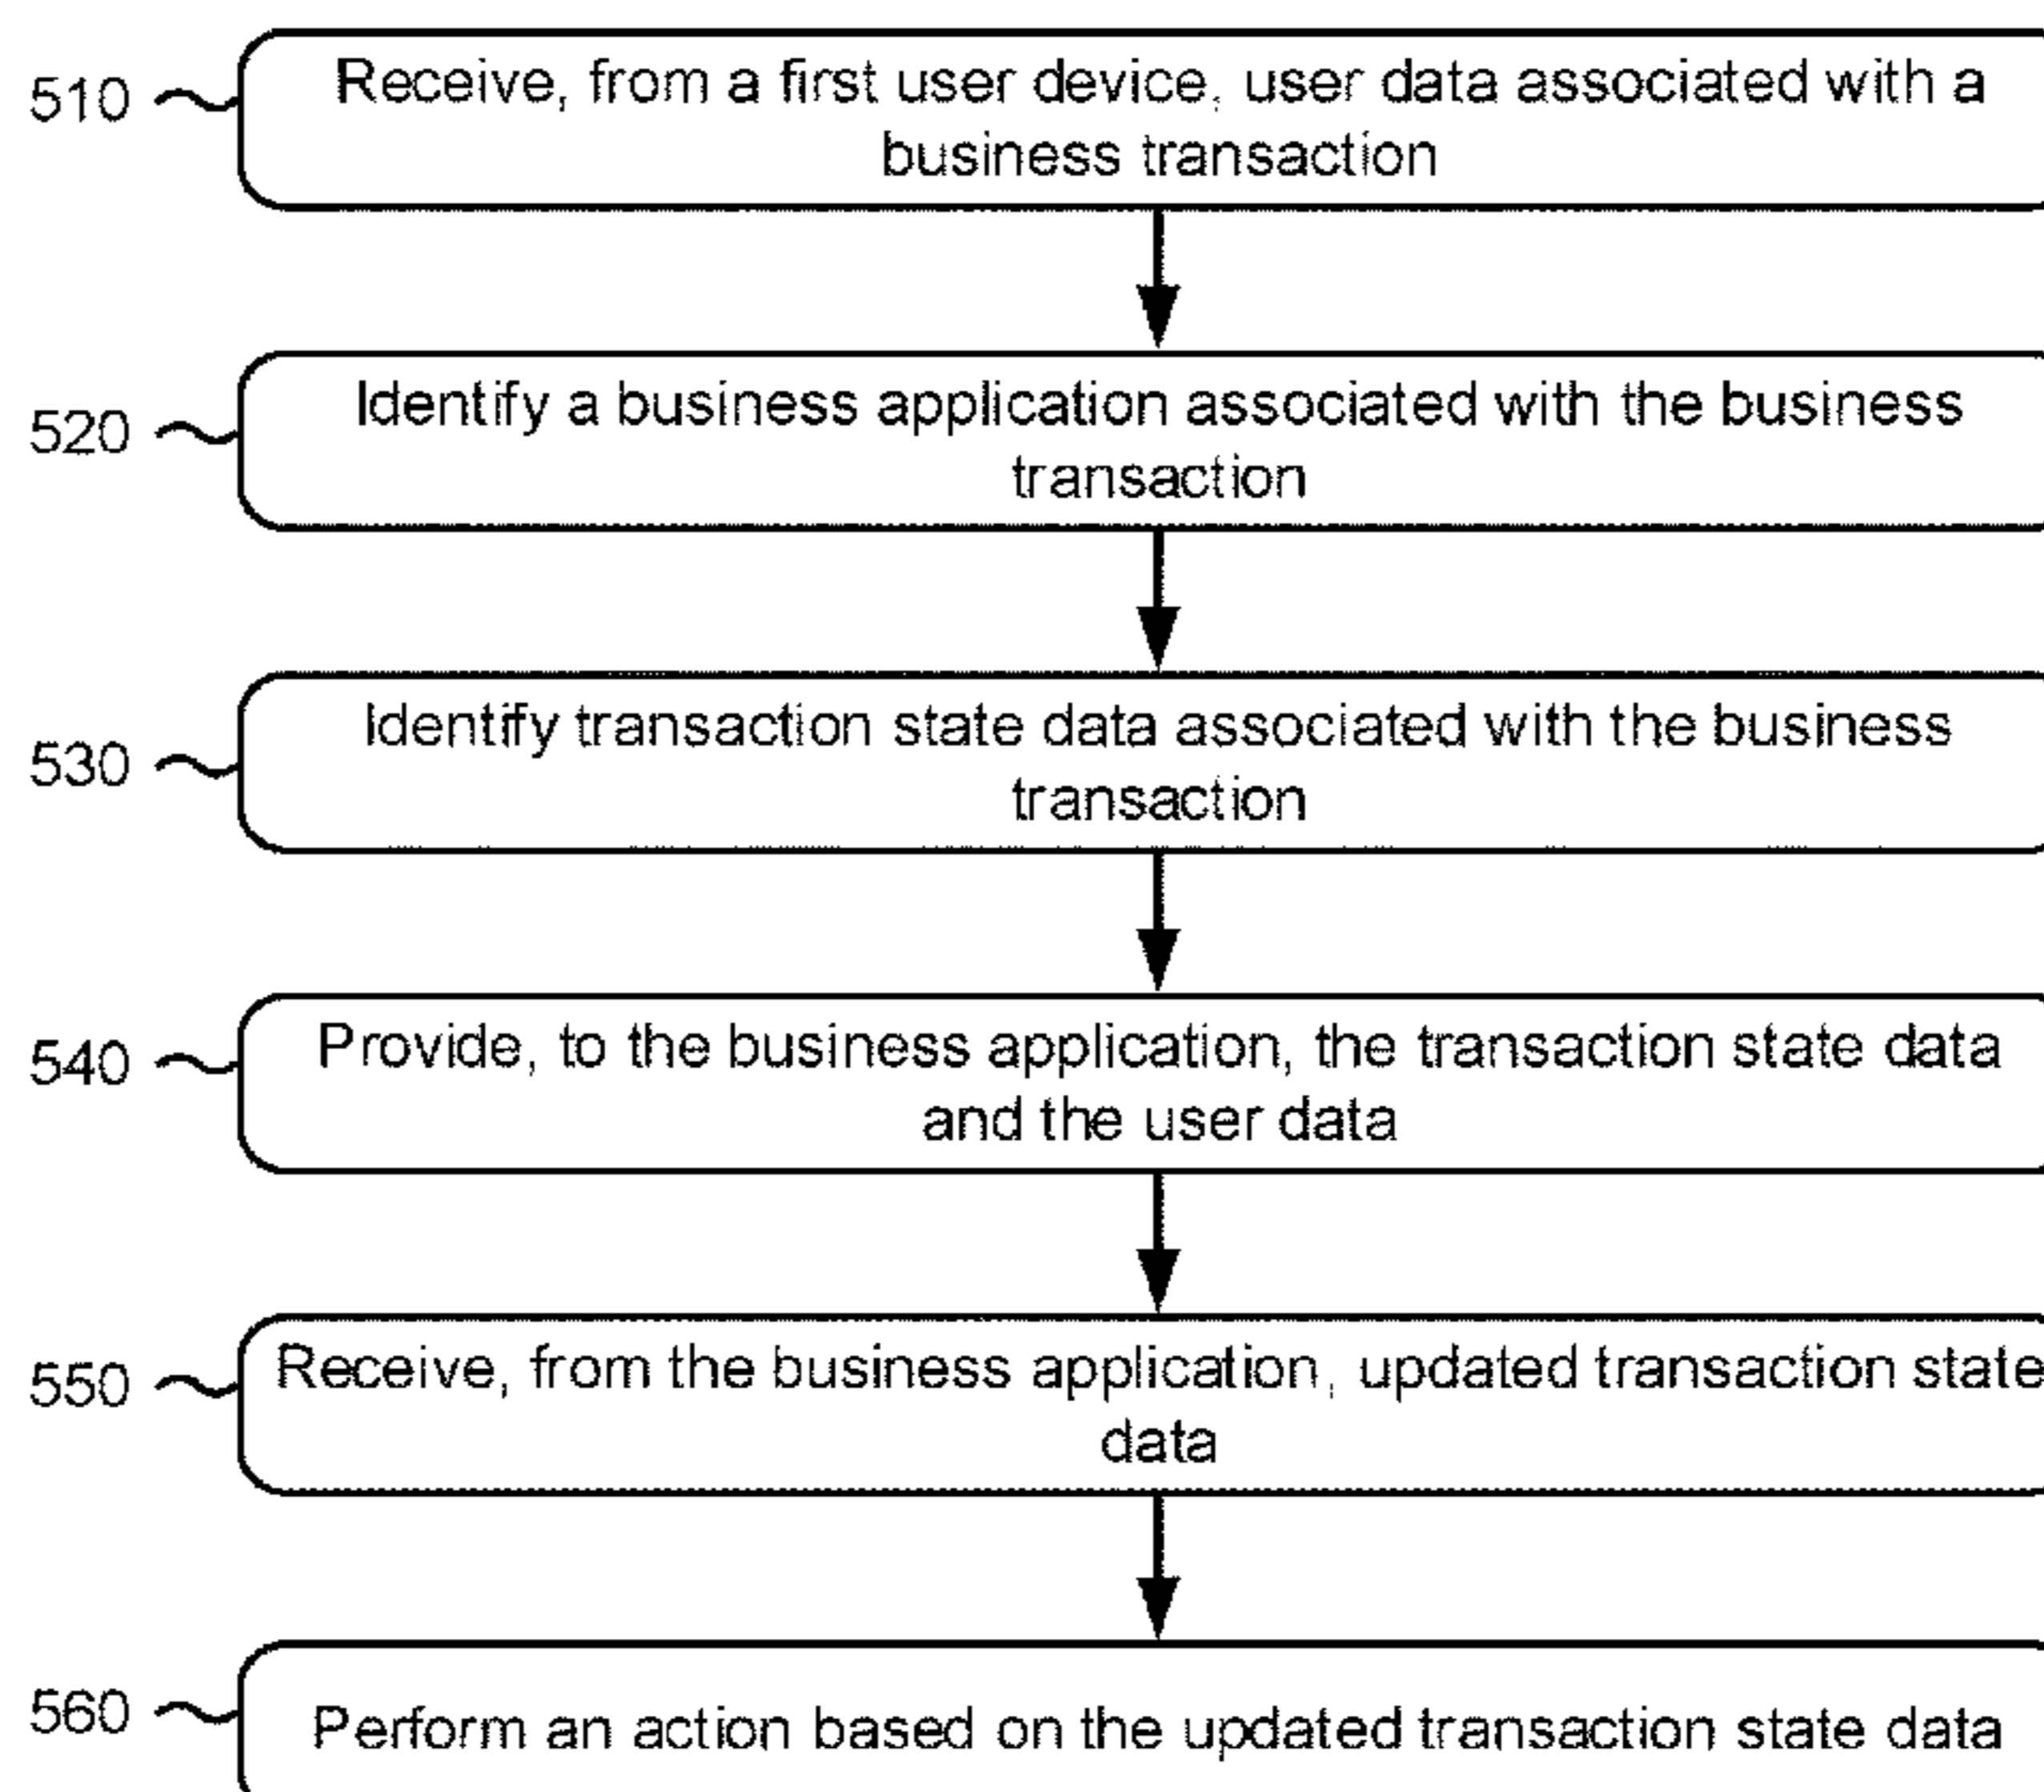 510
Receive, from a first user device, user data associated with a
business transaction
520
Identify a business application associated with the business
transaction
530
Identify transaction state data associated with the business
transaction
540
Provide, to the business application, the transaction state data
and the user data
550
Receive, from the business application, updated transaction state
data
560
Perform an action based on the updated transaction state data